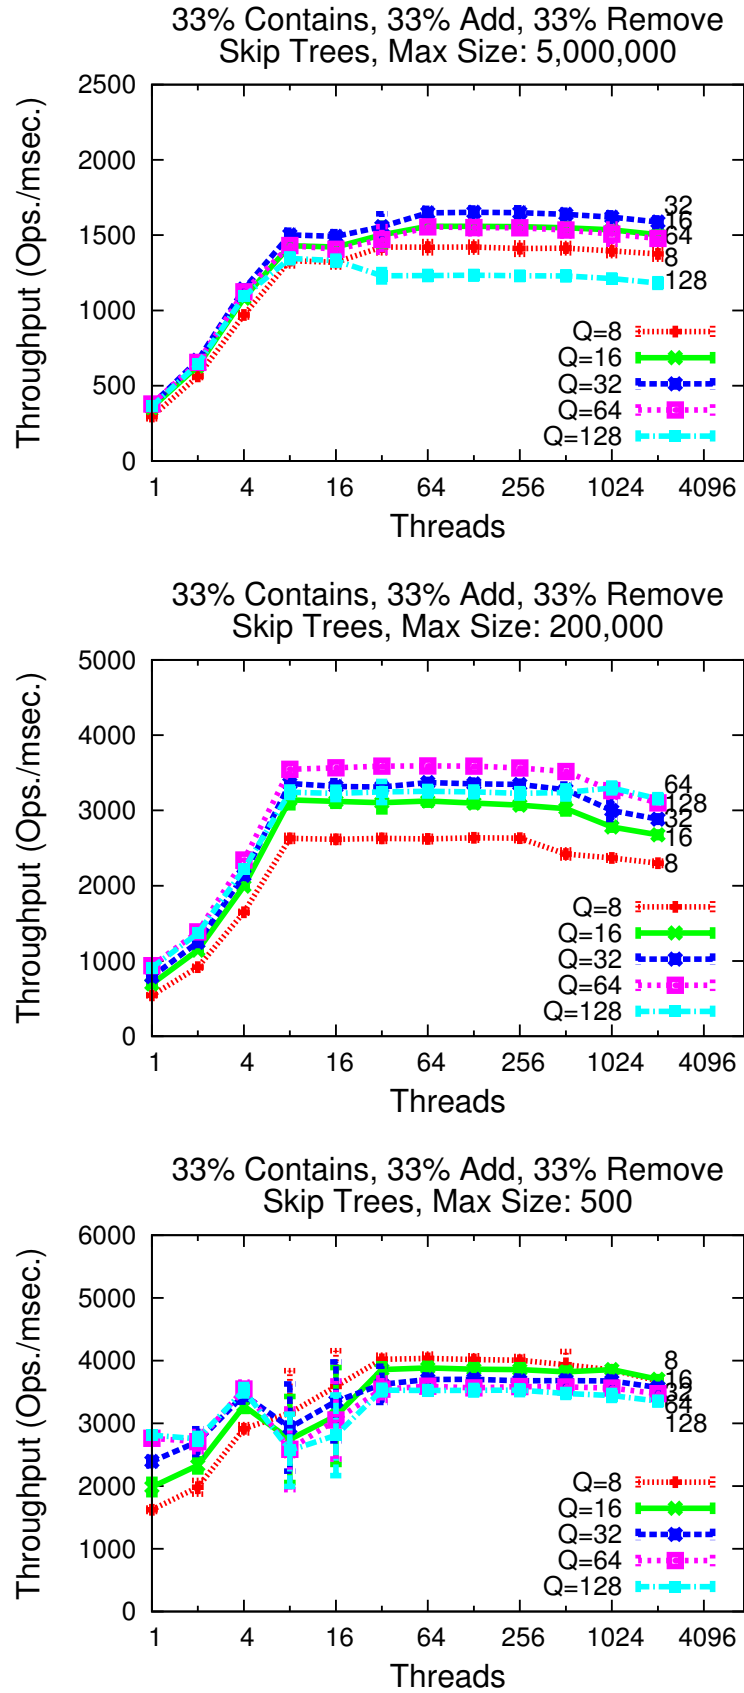 33% Contains, 33% Add, 33% Remove
Skip Trees, Max Size: 5,000,000
Throughput (Ops./msec.)
2500
2000
1500
1000
500
0
32
16
64
8
128
Q=8
Q=16
Q=32
Q=64
Q=128
1 4 16 64 256 1024 4096
Threads
33% Contains, 33% Add, 33% Remove
Skip Trees, Max Size: 200,000
Throughput (Ops./msec.)
5000
4000
3000
2000
1000
0
64
128
32
16
8
Q=8
Q=16
Q=32
Q=64
Q=128
1 4 16 64 256 1024 4096
Threads
33% Contains, 33% Add, 33% Remove
Skip Trees, Max Size: 500
Throughput (Ops./msec.)
6000
5000
4000
3000
2000
1000
0
8
16
32
64
128
Q=8
Q=16
Q=32
Q=64
Q=128
1 4 16 64 256 1024 4096
Threads